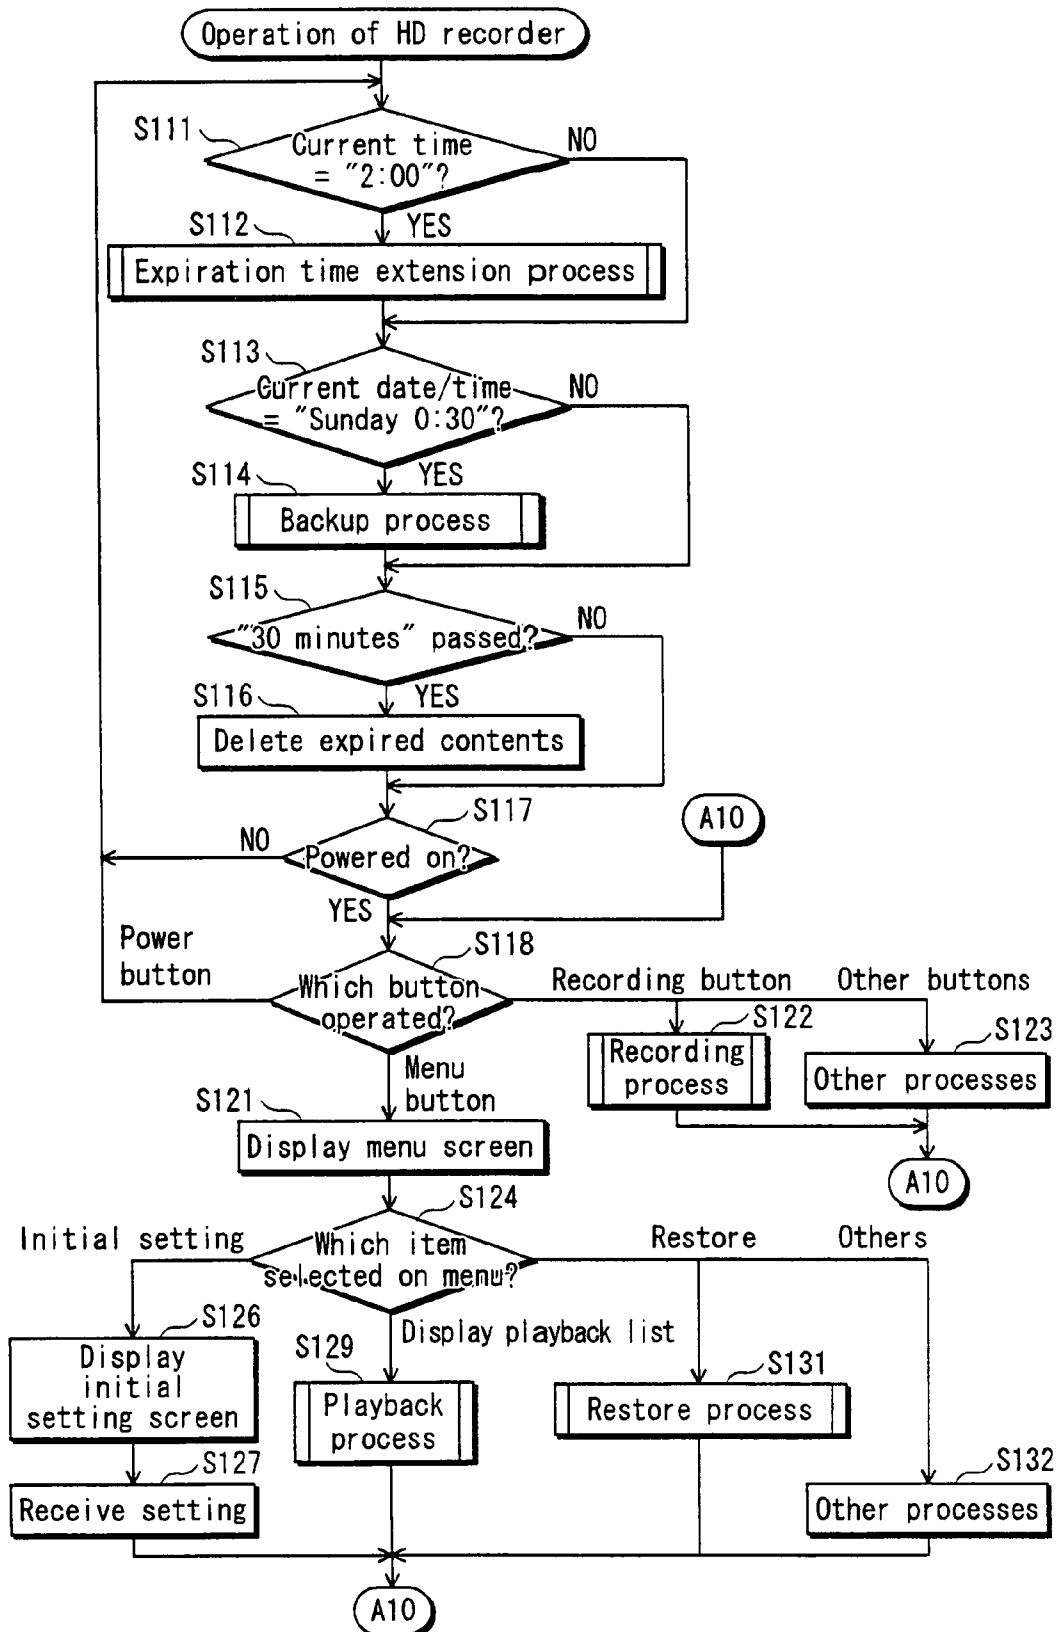 Operation of HD recorder
S111
Current time
= "2:00"?
NO
YES
S112
Expiration time extension process
S113
Current date/time
= "Sunday 0:30"?
NO
YES
S114
Backup process
S115
"30 minutes" passed?
NO
YES
S116
Delete expired contents
S117
A10
NO
Powered on?
YES
Power
button
S118
Which button
operated?
Recording button
Other buttons
S122
Recording
process
S123
Other processes
A10
Menu
button
S121
Display menu screen
S124
Initial setting
Which item
selected on menu?
Restore
Others
S126
Display
initial
setting screen
Display playback list
S129
Playback
process
S131
Restore process
S127
Receive setting
S132
Other processes
A10